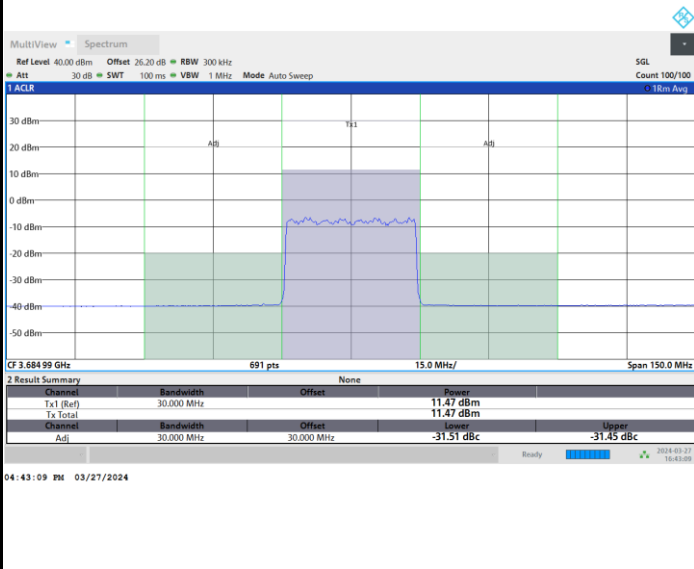 MultiView Spectrum
Ref Level 40.00 dBm Offset 26.20 dB RBW 300 kHz SGL
Att 30 dB SWT 100 ms VBW 1 MHz Mode Auto Sweep Count 100/100
1 ACLR 1Rm Avg
30 dBm
Tx1
20 dBm
Adj Adj
10 dBm
0 dBm
-10 dBm
-20 dBm
-30 dBm
-40 dBm
-50 dBm
CF 3.684 99 GHz 691 pts 15.0 MHz/ Span 150.0 MHz
2 Result Summary None
Channel Bandwidth Offset Power
Tx1 (Ref) 30.000 MHz 11.47 dBm
Tx Total 11.47 dBm
Channel Bandwidth Offset Lower Upper
Adj 30.000 MHz 30.000 MHz -31.51 dBc -31.45 dBc
Ready 2024-03-27
16:43:09
04:43:09 PM 03/27/2024